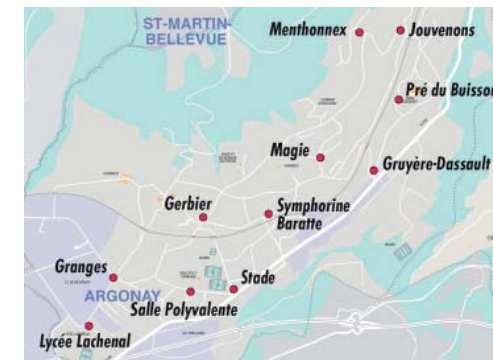 ST-MARTIN-
BELLEVUE
Menthonnex
Jouvenons
Pré du Buisson
Magie
Gruyère-Dassault
Gerbier
Symphorine
Baratte
Granges
Stade
ARGONAY
Salle Polyvalente
Lycée Lachenal